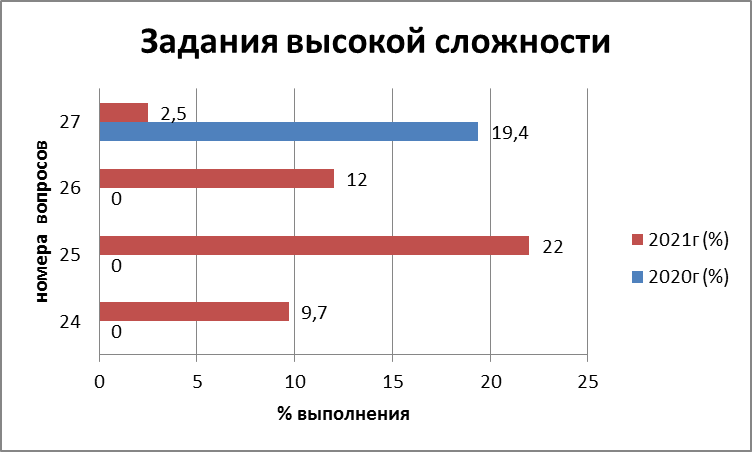 Задания высокой сложности
номера вопросов
27
2,5
19,4
26
12
0
25
22
0
24
9,7
0
2021г (%)
2020г (%)
0 5 10 15 20 25
% выполнения